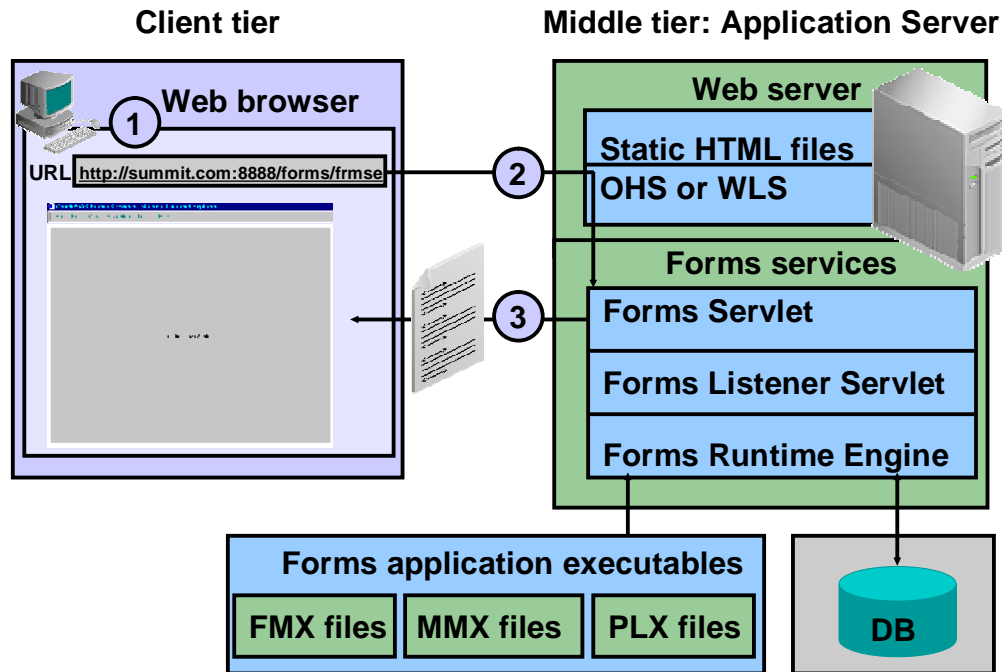 Client tier
Middle tier: Application Server
Web browser
1
URL
http://summit.com:8888/forms/frmse
2
3
Web server
Static HTML files
OHS or WLS
Forms services
Forms Servlet
Forms Listener Servlet
Forms Runtime Engine
Forms application executables
FMX files
MMX files
PLX files
DB